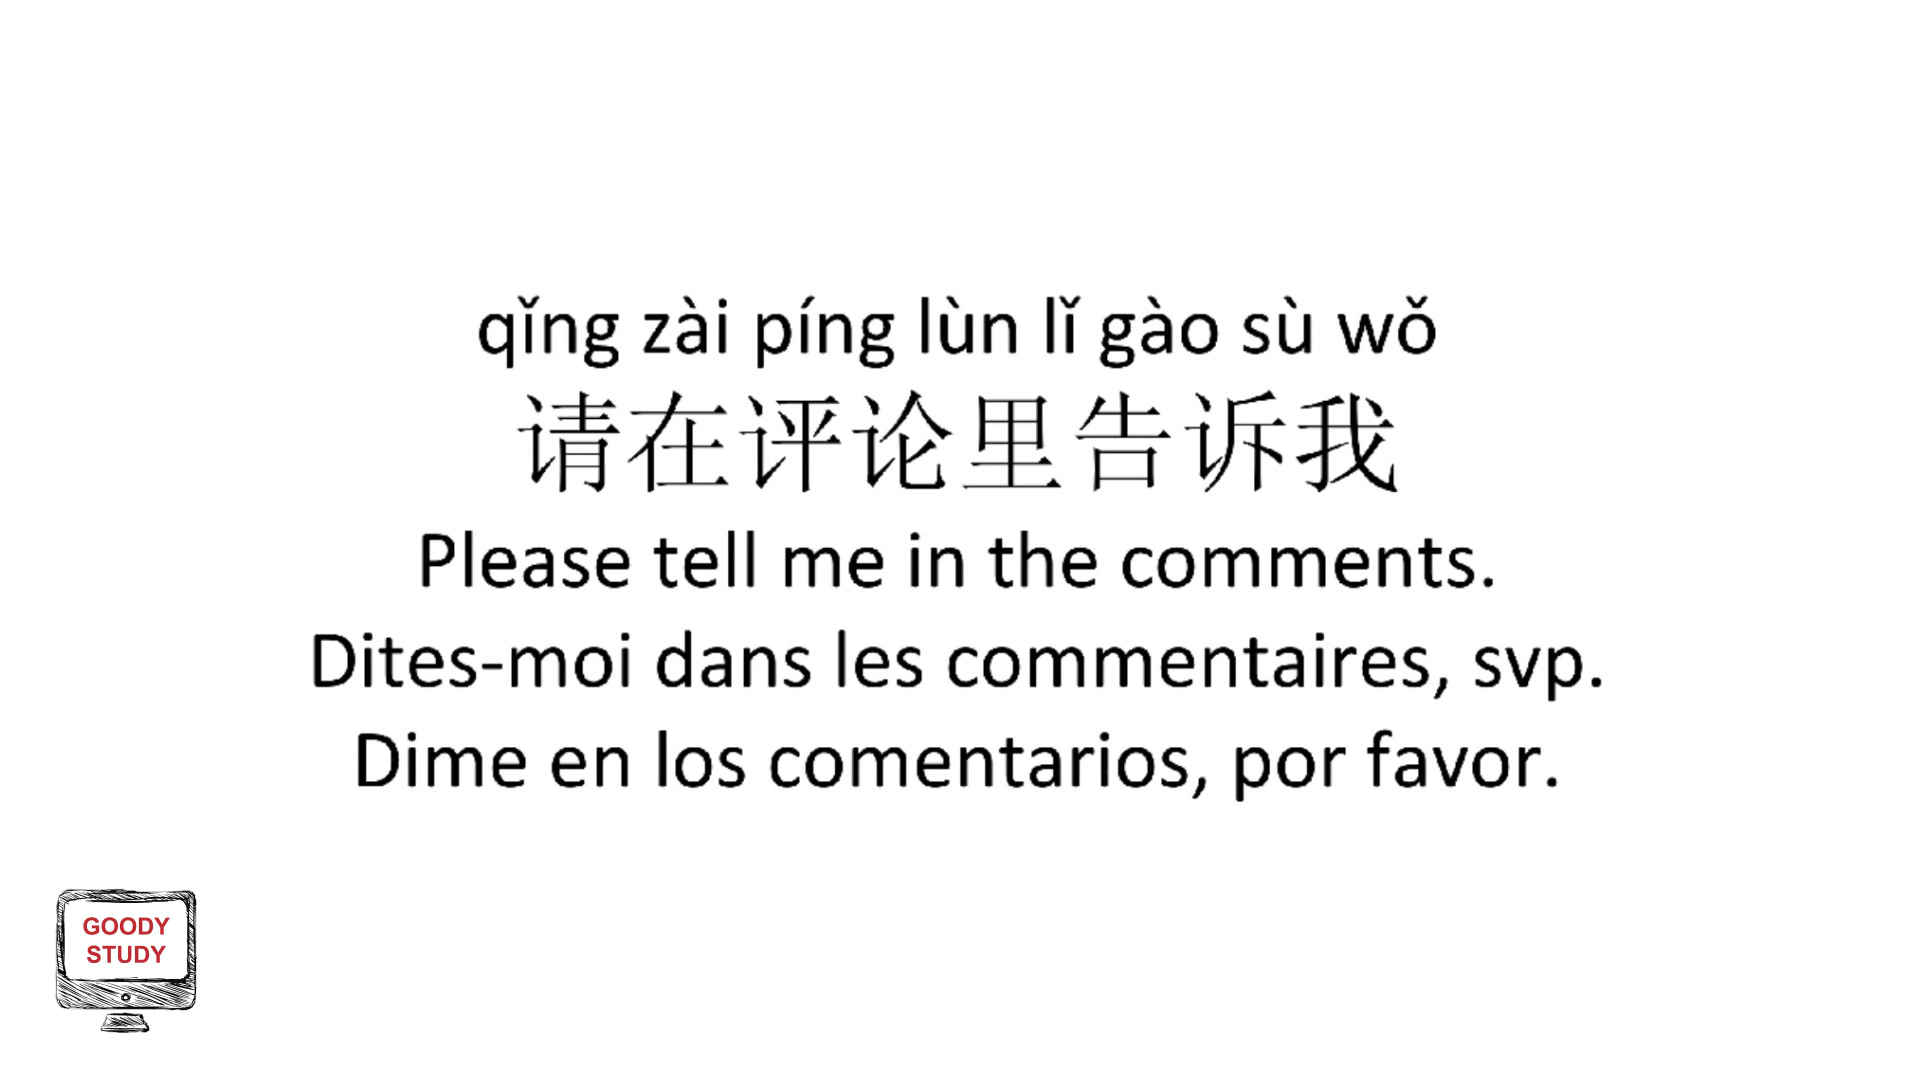 qǐng zài píng lùn lǐ gào sù wǒ
请在评论里告诉我
Please tell me in the comments.
Dites-moi dans les commentaires, svp.
Dime en los comentarios, por favor.
GOODY
STUDY